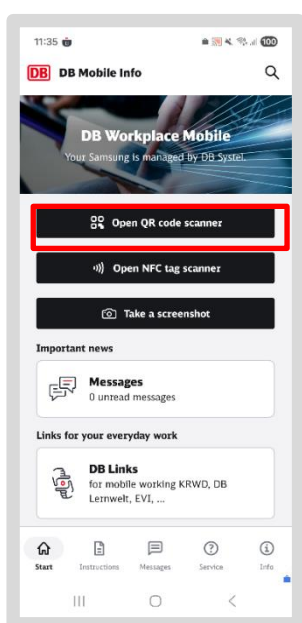 11:35
100
DB DB Mobile Info
DB Workplace Mobile
Your Samsung is managed by DB Systel.
Open QR code scanner
Open NFC tag scanner
Take a screenshot
Important news
Messages
0 unread messages
Links for your everyday work
DB Links
for mobile working KRWD, DB
Lernwelt, EVI, ...
Start Instructions Messages Service Info